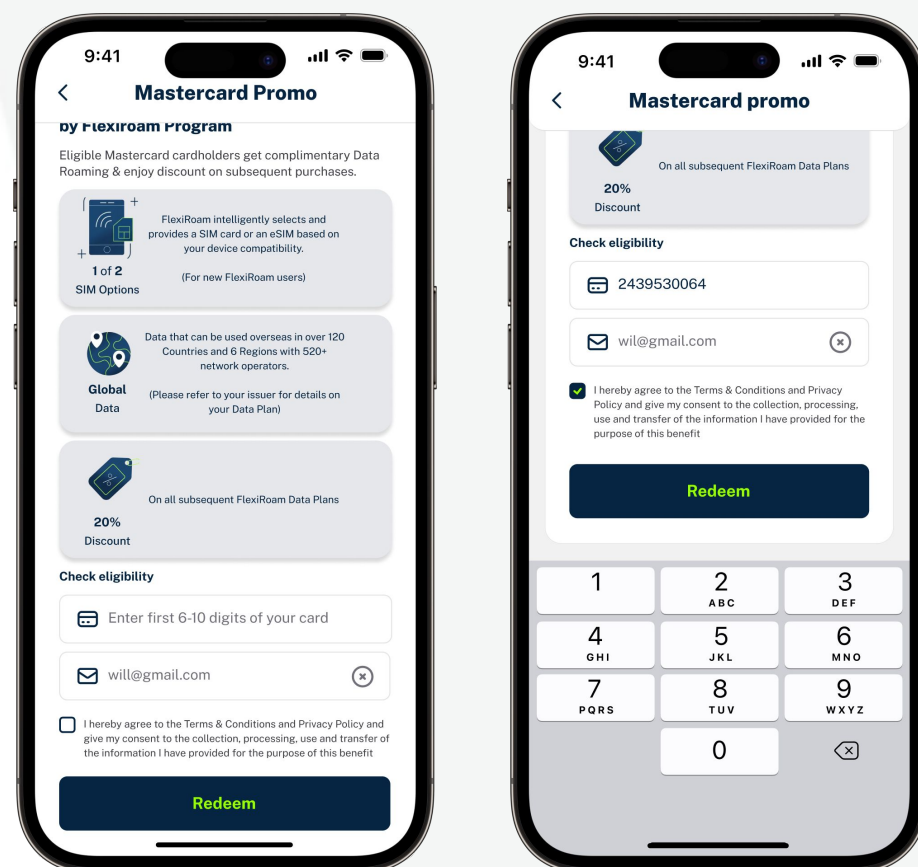 9:41
Mastercard Promo
by Flexiroam Program
Eligible Mastercard cardholders get complimentary Data
Roaming & enjoy discount on subsequent purchases.
1 of 2
SIM Options
FlexiRoam intelligently selects and
provides a SIM card or an eSIM based on
your device compatibility.
(For new FlexiRoam users)
Global
Data
Data that can be used overseas in over 120
Countries and 6 Regions with 520+
network operators.
(Please refer to your issuer for details on
your Data Plan)
20%
Discount
On all subsequent FlexiRoam Data Plans
Check eligibility
Enter first 6-10 digits of your card
will@gmail.com
I hereby agree to the Terms & Conditions and Privacy Policy and
give my consent to the collection, processing, use and transfer of
the information I have provided for the purpose of this benefit
Redeem
9:41
Mastercard promo
20%
Discount
On all subsequent FlexiRoam Data Plans
Check eligibility
2439530064
wil@gmail.com
I hereby agree to the Terms & Conditions and Privacy
Policy and give my consent to the collection, processing,
use and transfer of the information I have provided for the
purpose of this benefit
Redeem
1
2
ABC
3
DEF
4
GHI
5
JKL
6
MNO
7
PQRS
8
TUV
9
WXYZ
0